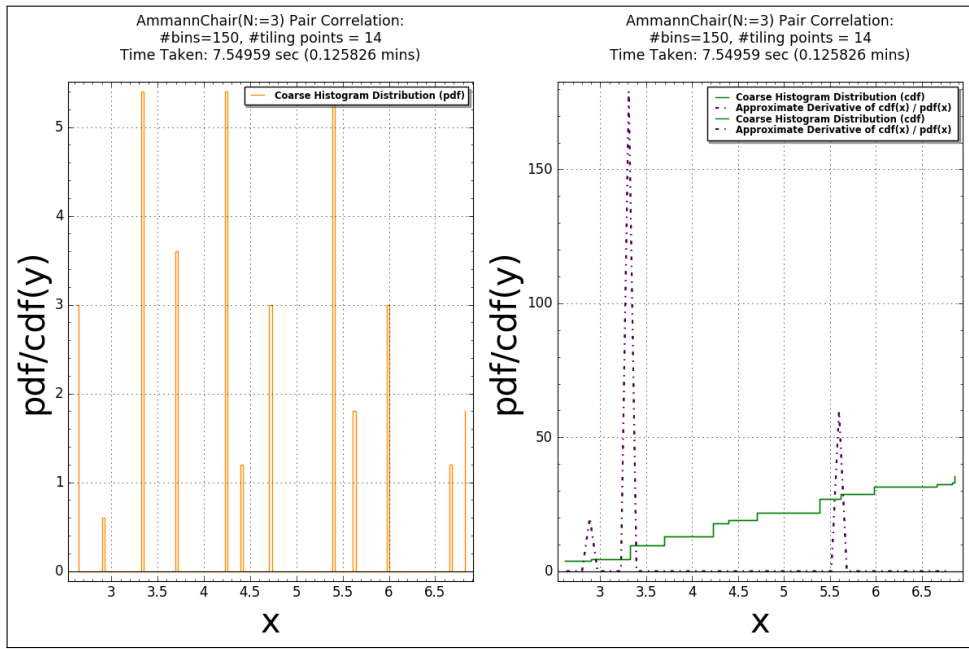 AmmannChair(N:=3) Pair Correlation:
#bins=150, #tiling points = 14
Time Taken: 7.54959 sec (0.125826 mins)
Coarse Histogram Distribution (pdf)
5
4
3
2
1
0
pdf/cdf(y)
3 3.5 4 4.5 5 5.5 6 6.5
x
AmmannChair(N:=3) Pair Correlation:
#bins=150, #tiling points = 14
Time Taken: 7.54959 sec (0.125826 mins)
Coarse Histogram Distribution (cdf)
Approximate Derivative of cdf(x) / pdf(x)
Coarse Histogram Distribution (cdf)
Approximate Derivative of cdf(x) / pdf(x)
150
100
50
0
pdf/cdf(y)
3 3.5 4 4.5 5 5.5 6 6.5
x